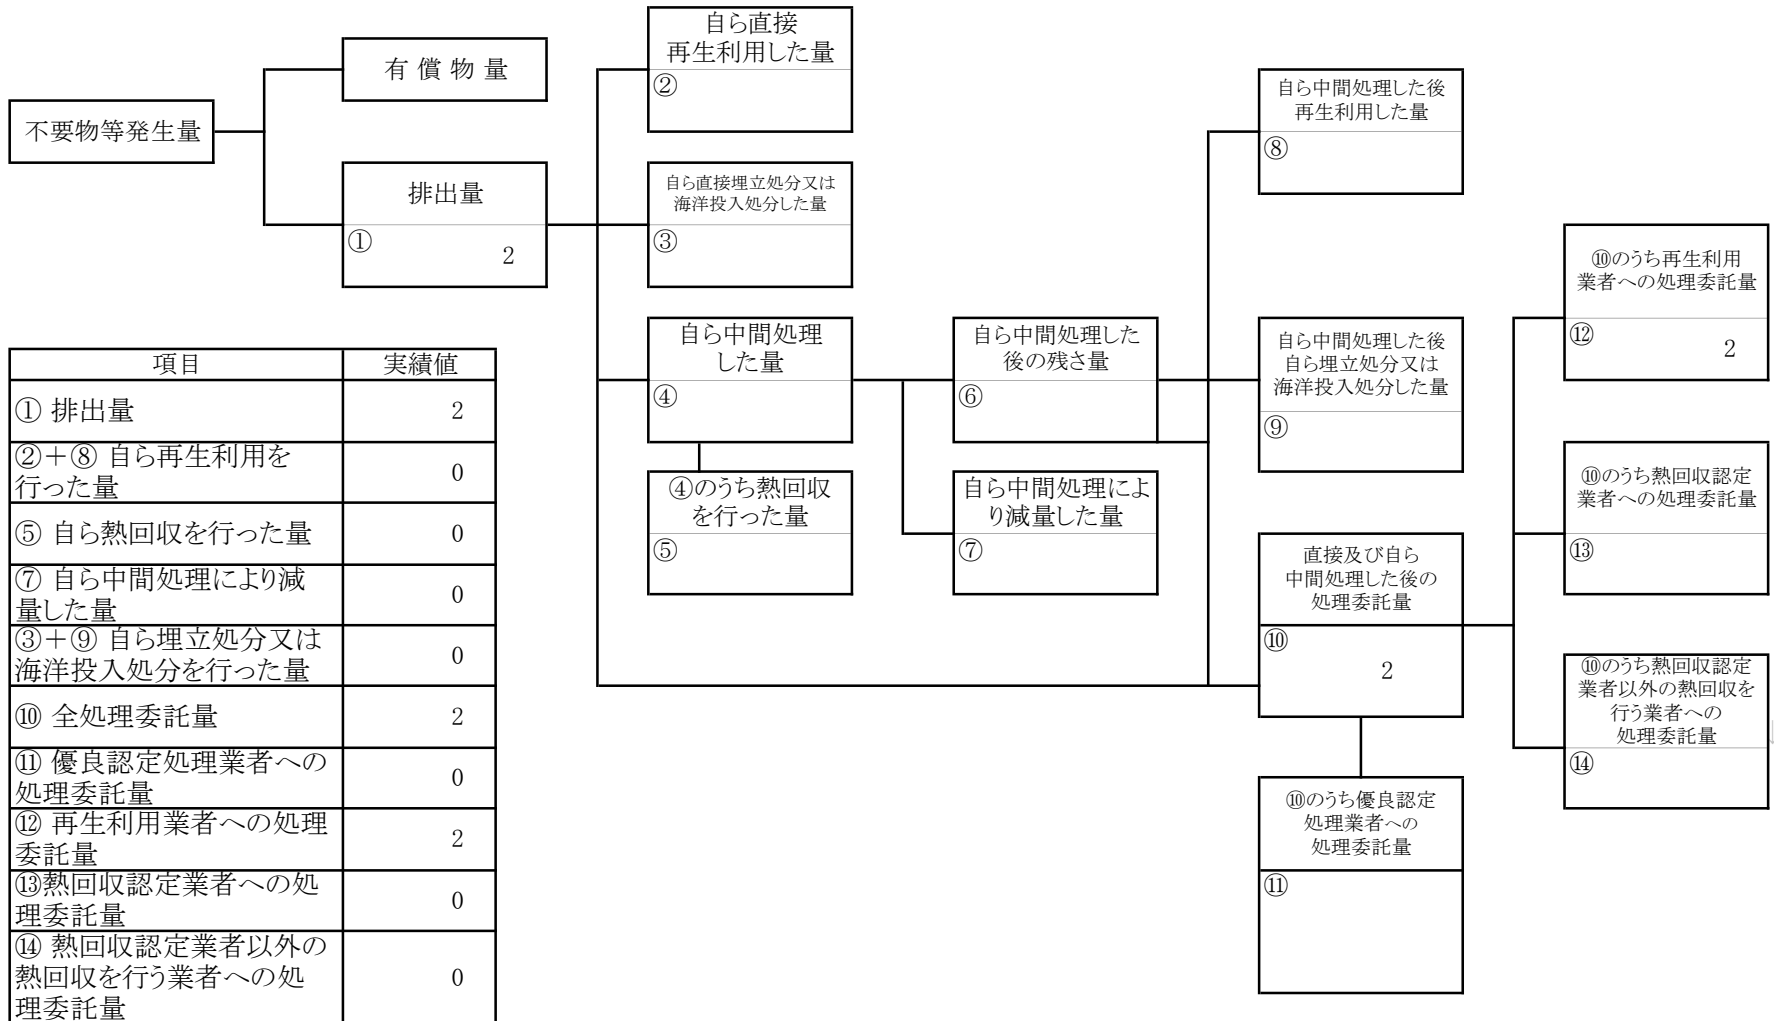 自ら直接
再生利用した量
②
有 償 物 量
不要物等発生量
排出量
①
2
自ら直接埋立処分又は
海洋投入処分した量
③
自ら中間処理した後
再生利用した量
⑧
⑩のうち再生利用
業者への処理委託量
⑫
2
自ら中間処理
した量
④
自ら中間処理した
後の残さ量
⑥
自ら中間処理した後
自ら埋立処分又は
海洋投入処分した量
⑨
④のうち熱回収
を行った量
⑤
自ら中間処理によ
り減量した量
⑦
⑩のうち熱回収認定
業者への処理委託量
⑬
直接及び自ら
中間処理した後の
処理委託量
⑩
2
⑩のうち熱回収認定
業者以外の熱回収を
行う業者への
処理委託量
⑭
⑩のうち優良認定
処理業者への
処理委託量
⑪
項目 実績値
① 排出量 2
②＋⑧ 自ら再生利用を
行った量 0
⑤ 自ら熱回収を行った量 0
⑦ 自ら中間処理により減
量した量 0
③＋⑨ 自ら埋立処分又は
海洋投入処分を行った量 0
⑩ 全処理委託量 2
⑪ 優良認定処理業者への
処理委託量 0
⑫ 再生利用業者への処理
委託量 2
⑬熱回収認定業者への処
理委託量 0
⑭ 熱回収認定業者以外の
熱回収を行う業者への処 0
理委託量